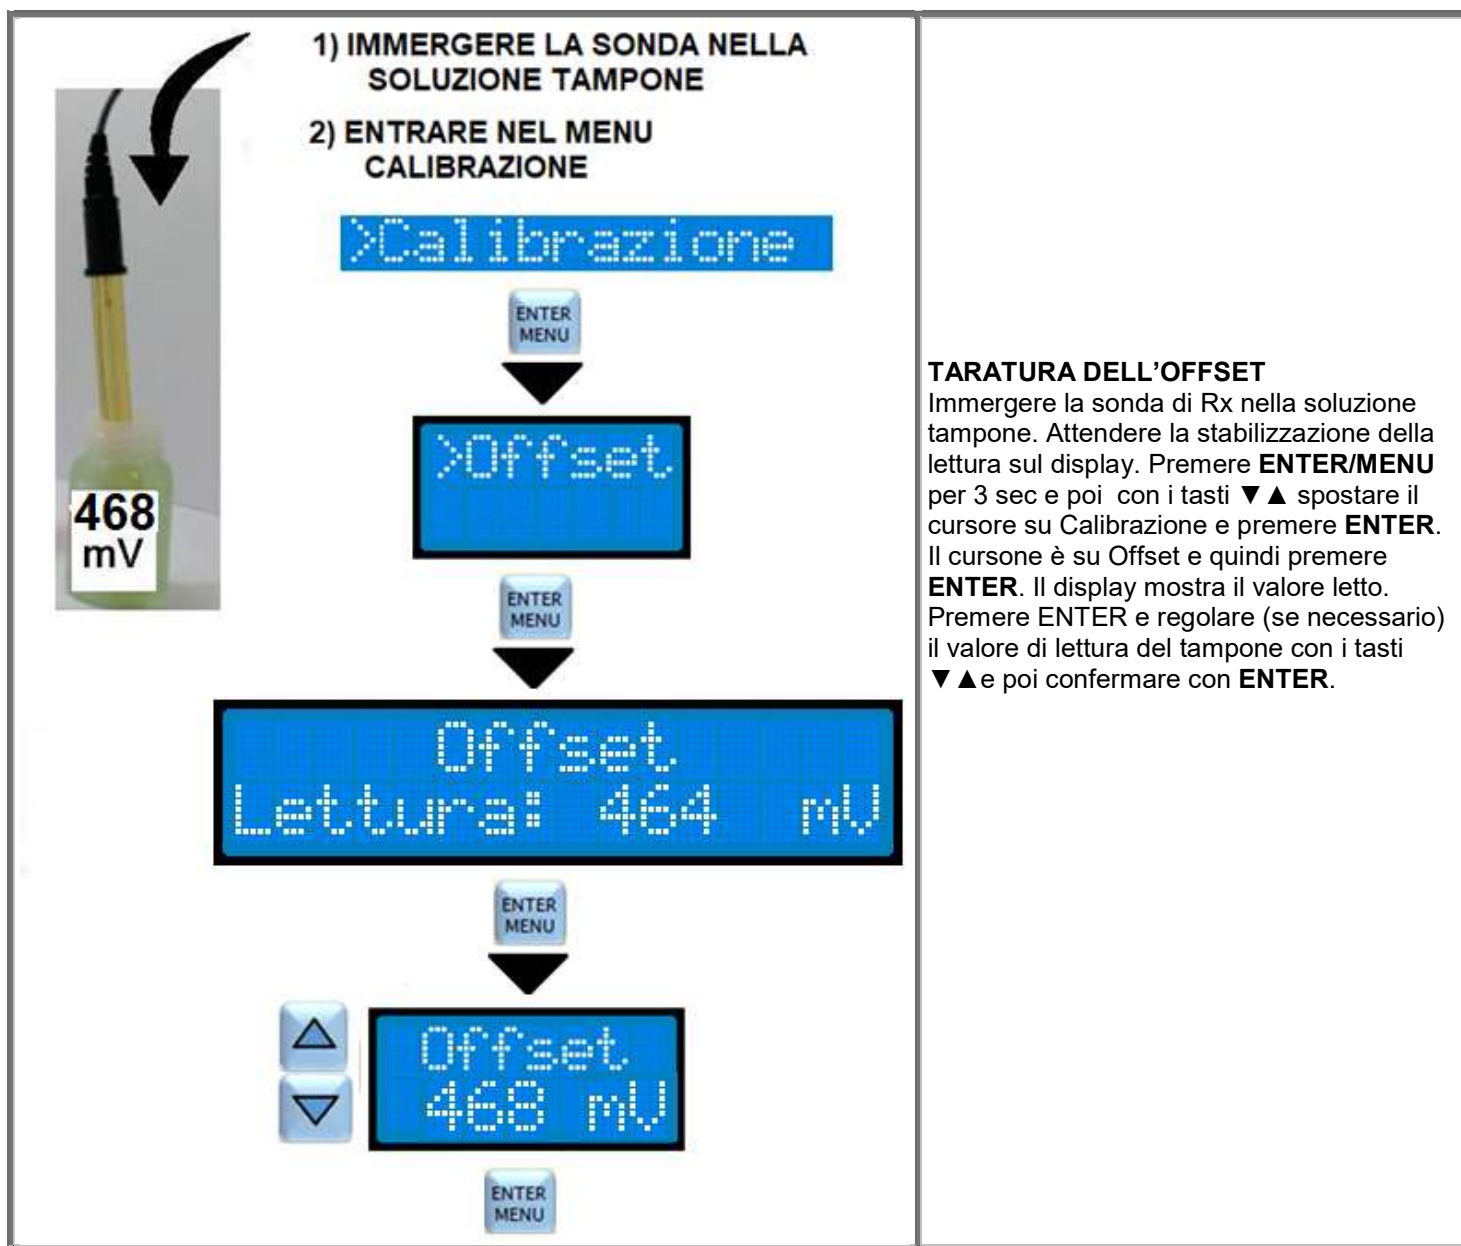 1) IMMERGERE LA SONDA NELLA
SOLUZIONE TAMPONE
2) ENTRARE NEL MENU
CALIBRAZIONE
>Calibrazione
ENTER
MENU
>Offset
468
mV
ENTER
MENU
Offset
Lettura: 464 mV
ENTER
MENU
Offset
468 mV
ENTER
MENU
TARATURA DELL’OFFSET
Immergere la sonda di Rx nella soluzione
tampone. Attendere la stabilizzazione della
lettura sul display. Premere ENTER/MENU
per 3 sec e poi con i tasti ▼▲ spostare il
cursore su Calibrazione e premere ENTER.
Il cursone è su Offset e quindi premere
ENTER. Il display mostra il valore letto.
Premere ENTER e regolare (se necessario)
il valore di lettura del tampone con i tasti
▼▲e poi confermare con ENTER.